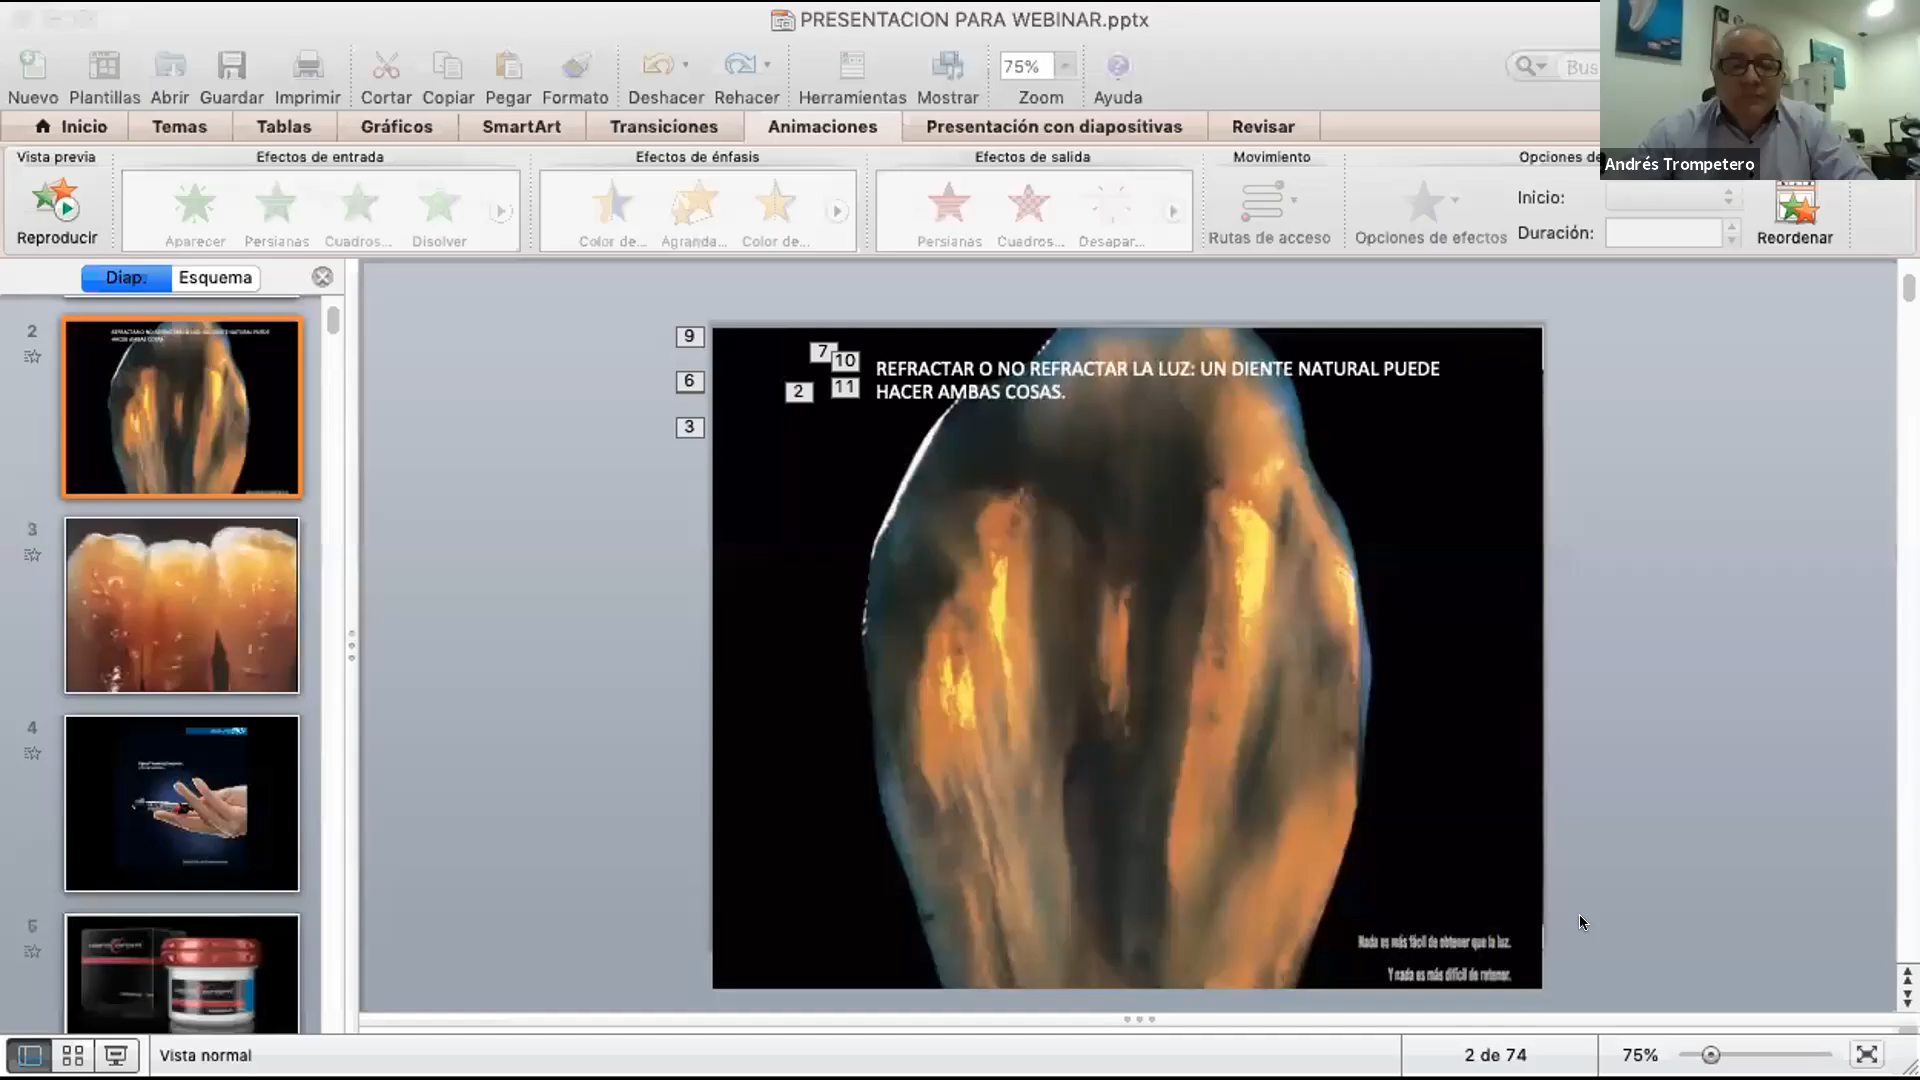 PRESENTACION PARA WEBINAR.pptx
Nuevo Plantillas Abrir Guardar Imprimir Cortar Copiar Pegar Formato Deshacer Rehacer Herramientas Mostrar 75% Zoom Ayuda
Bus
Inicio Temas Tablas Gráficos SmartArt Transiciones Animaciones Presentación con diapositivas Revisar
Andrés Trompetero
Vista previa Efectos de entrada Efectos de énfasis Efectos de salida Movimiento Opciones de
Inicio:
Duración:
Reproducir Aparecer Persianas Cuadros... Disolver Color de... Agranda... Color de... Persianas Cuadros... Desapar... Rutas de acceso Opciones de efectos Reordenar
Diap. Esquema
2
3
4
5
9
6
3
7
10
2
11
REFRACTAR O NO REFRACTAR LA LUZ: UN DIENTE NATURAL PUEDE
HACER AMBAS COSAS.
Nada es más fácil de obtener que la luz.
Y nada es más difícil de retener.
Vista normal 2 de 74 75%